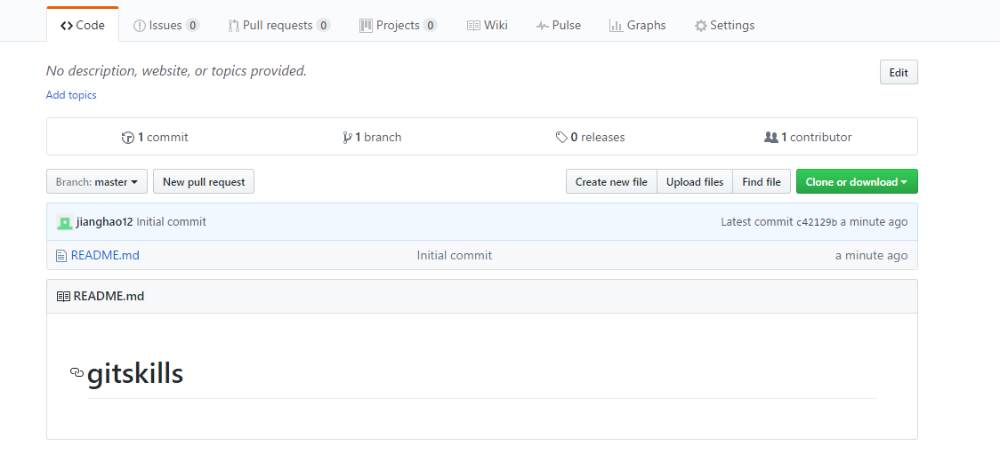 Code Issues 0 Pull requests 0 Projects 0 Wiki Pulse Graphs Settings
No description, website, or topics provided. Edit
Add topics
1 commit 1 branch 0 releases 1 contributor
Branch: master New pull request Create new file Upload files Find file Clone or download
jianghao12 Initial commit Latest commit c42129b a minute ago
README.md Initial commit a minute ago
README.md
gitskills